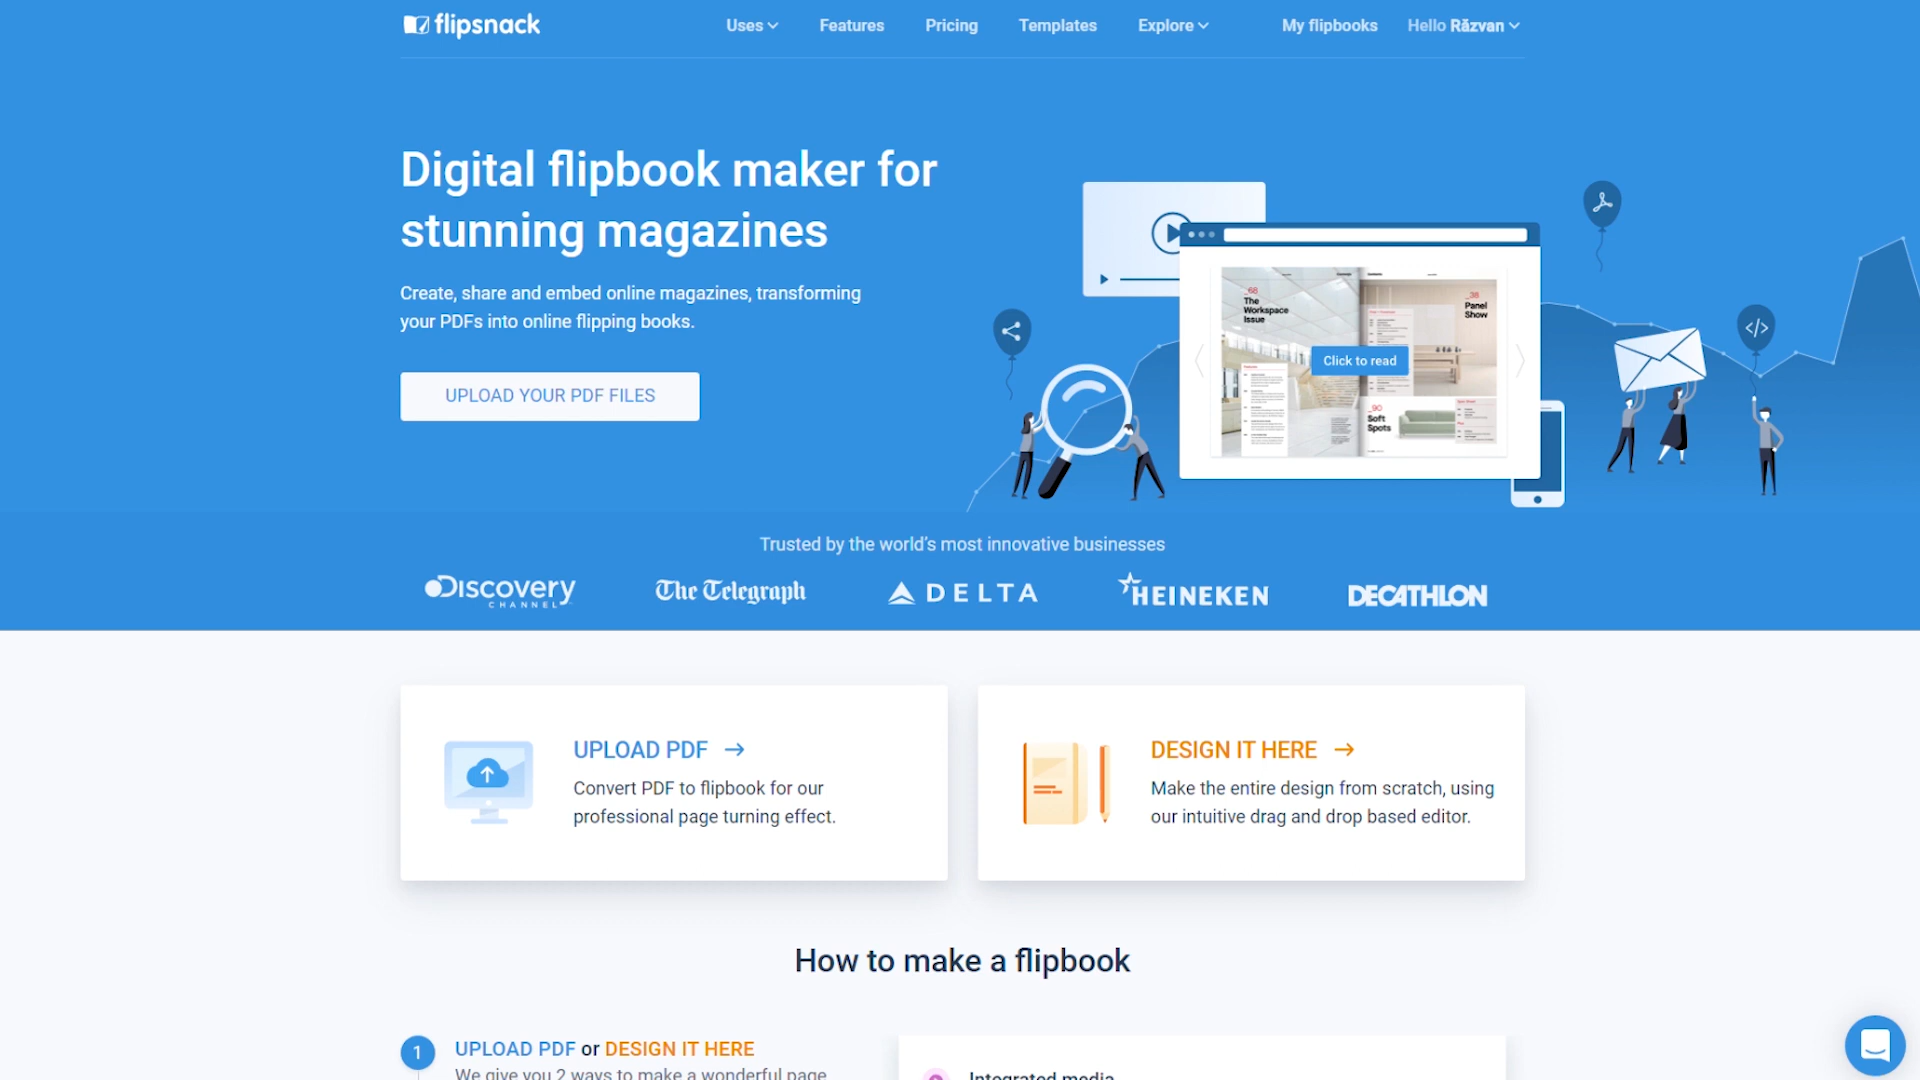 flipsnack
Uses
Features
Pricing
Templates
Explore
My flipbooks
Hello Răzvan
Digital flipbook maker for
stunning magazines
Create, share and embed online magazines, transforming
your PDFs into online flipping books.
UPLOAD YOUR PDF FILES
_68
The
Workspace
Issue
_38
Panel
Show
Click to read
_90
Soft
Spots
</>
Trusted by the world's most innovative businesses
Discovery
CHANNEL
The Telegraph
DELTA
HEINEKEN
DECATHLON
UPLOAD PDF →
Convert PDF to flipbook for our
professional page turning effect.
DESIGN IT HERE →
Make the entire design from scratch, using
our intuitive drag and drop based editor.
How to make a flipbook
1
UPLOAD PDF or DESIGN IT HERE
We give you 2 ways to make a wonderful page
Integrated media